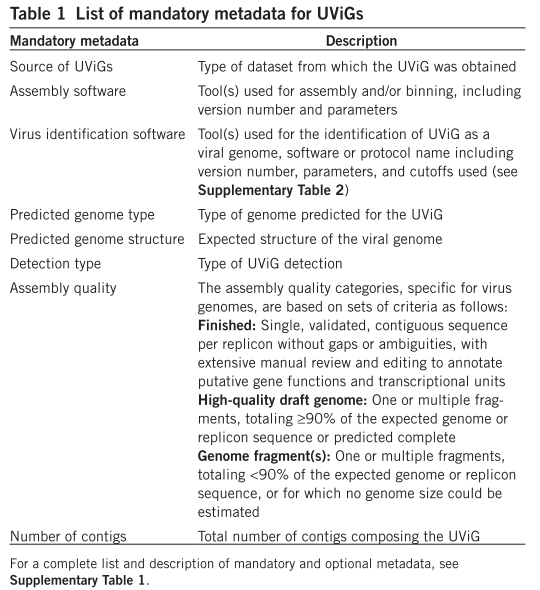 Table 1 List of mandatory metadata for UViGs
Mandatory metadata Description
Source of UViGs Type of dataset from which the UViG was obtained
Assembly software Tool(s) used for assembly and/or binning, including
version number and parameters
Virus identification software Tool(s) used for the identification of UViG as a
viral genome, software or protocol name including
version number, parameters, and cutoffs used (see
Supplementary Table 2)
Predicted genome type Type of genome predicted for the UViG
Predicted genome structure Expected structure of the viral genome
Detection type Type of UViG detection
Assembly quality The assembly quality categories, specific for virus
genomes, are based on sets of criteria as follows:
Finished: Single, validated, contiguous sequence
per replicon without gaps or ambiguities, with
extensive manual review and editing to annotate
putative gene functions and transcriptional units
High-quality draft genome: One or multiple frag-
ments, totaling ≥90% of the expected genome or
replicon sequence or predicted complete
Genome fragment(s): One or multiple fragments,
totaling <90% of the expected genome or replicon
sequence, or for which no genome size could be
estimated
Number of contigs Total number of contigs composing the UViG
For a complete list and description of mandatory and optional metadata, see
Supplementary Table 1.